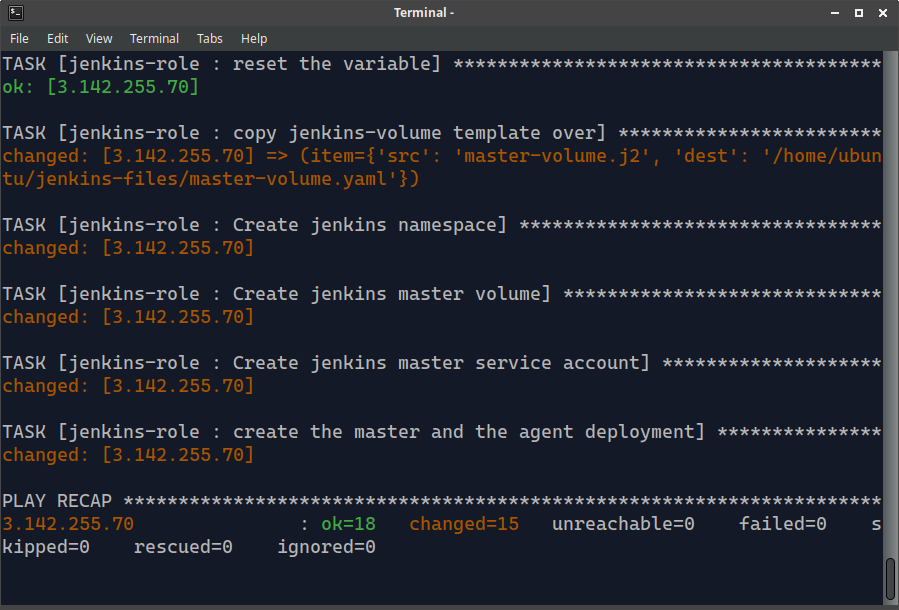 Terminal -
File Edit View Terminal Tabs Help
TASK [jenkins-role : reset the variable] ***************************************
ok: [3.142.255.70]
TASK [jenkins-role : copy jenkins-volume template over] ************************
changed: [3.142.255.70] => (item={'src': 'master-volume.j2', 'dest': '/home/ubun
tu/jenkins-files/master-volume.yaml'})
TASK [jenkins-role : Create jenkins namespace] *********************************
changed: [3.142.255.70]
TASK [jenkins-role : Create jenkins master volume] *****************************
changed: [3.142.255.70]
TASK [jenkins-role : Create jenkins master service account] ********************
changed: [3.142.255.70]
TASK [jenkins-role : create the master and the agent deployment] ***************
changed: [3.142.255.70]
PLAY RECAP *********************************************************************
3.142.255.70               : ok=18   changed=15   unreachable=0    failed=0    s
kipped=0    rescued=0    ignored=0